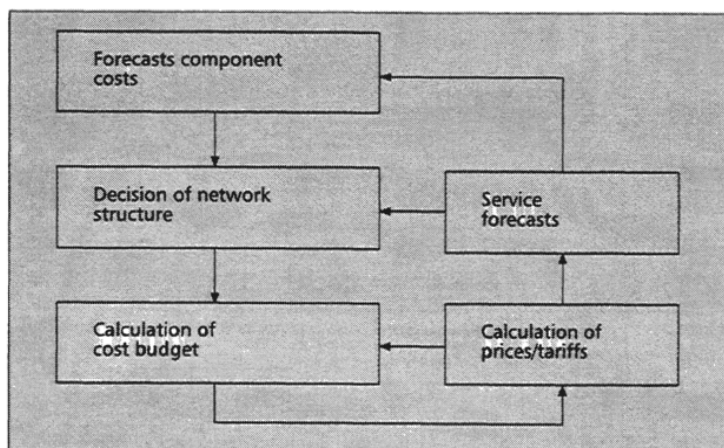 Forecasts component
costs
Decision of network
structure
Service
forecasts
Calculation of
cost budget
Calculation of
prices/tariffs